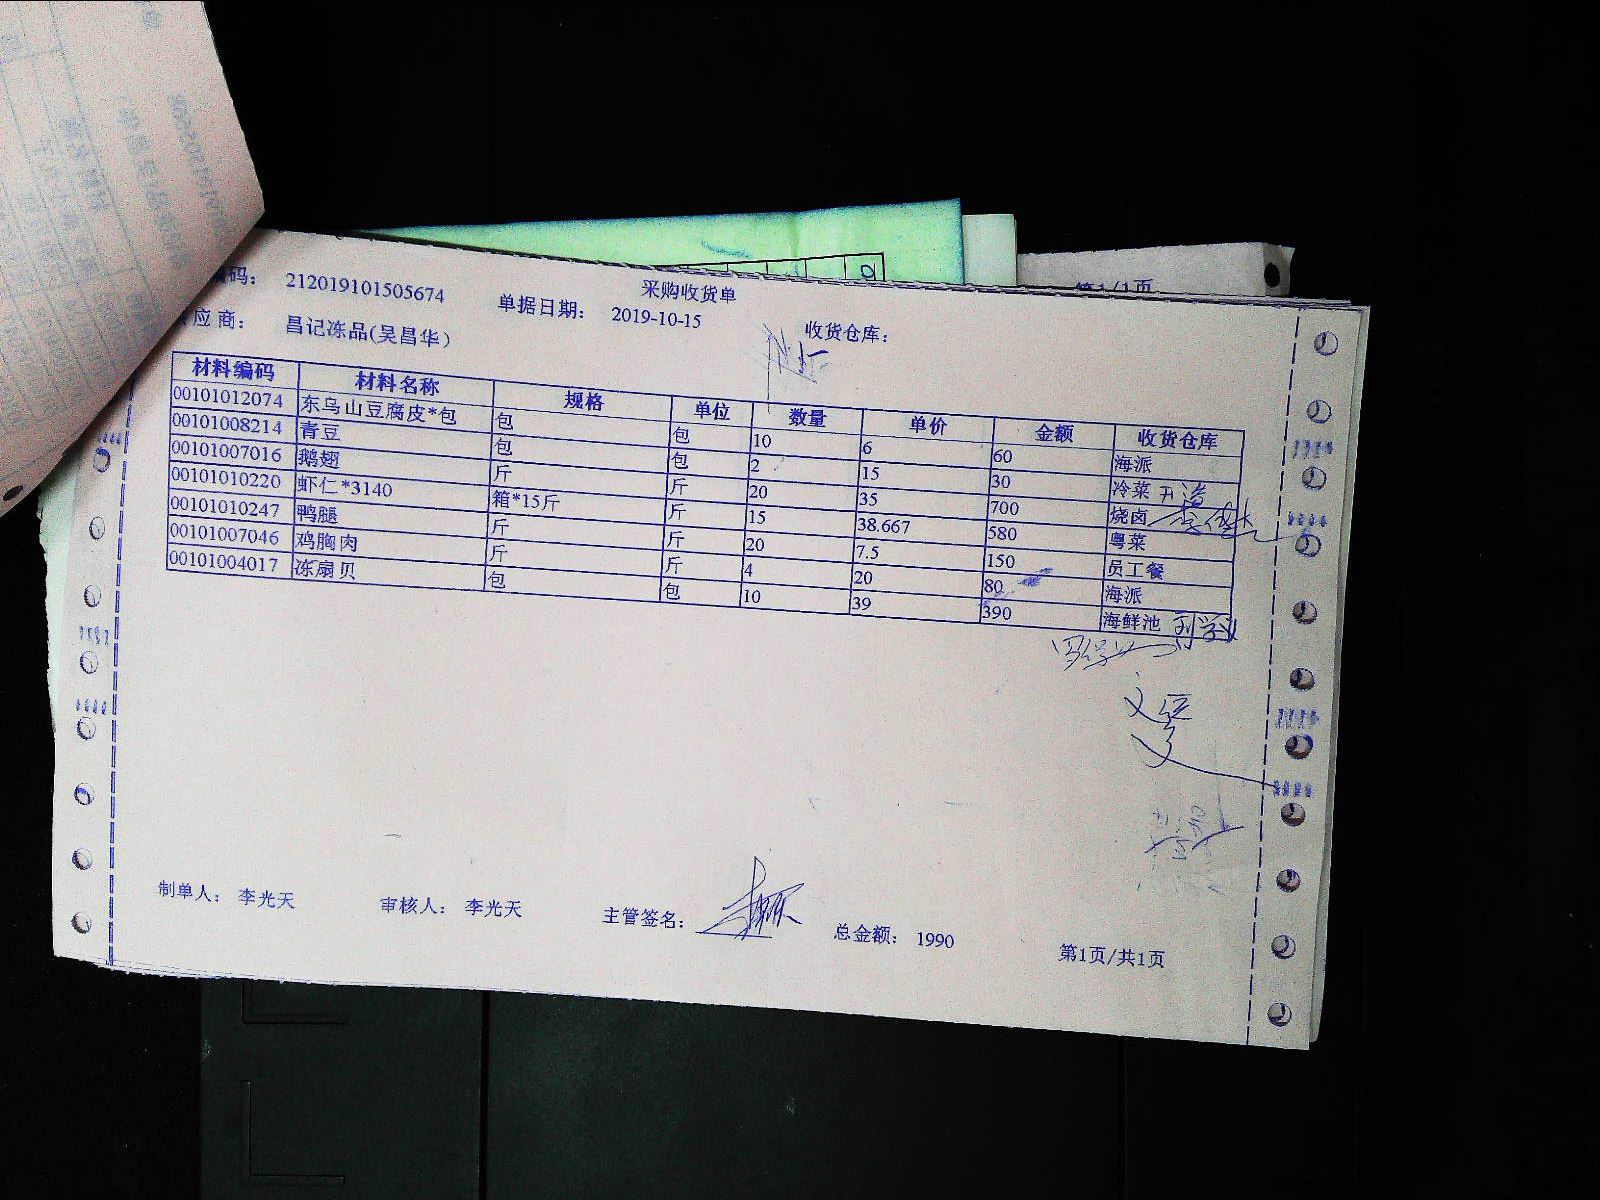 采购收货单
码： 212019101505674 单据日期： 2019-10-15 收货仓库：
应商： 昌记冻品(吴昌华)
材料编码 材料名称 规格 单位 数量 单价 金额 收货仓库
00101012074 东乌山豆腐皮*包 包 包 10 6 60 海派
00101008214 青豆 包 包 2 15 30 冷菜
00101007016 鹅翅 斤 斤 20 35 700 烧卤
00101010220 虾仁*3140 箱*15斤 斤 15 38.667 580 粤菜
00101010247 鸭腿 斤 斤 20 7.5 150 员工餐
00101007046 鸡胸肉 斤 斤 4 20 80 海派
00101004017 冻扇贝 包 包 10 39 390 海鲜池
制单人： 李光天 审核人： 李光天 主管签名： 总金额： 1990
第1页/共1页
第1/1页